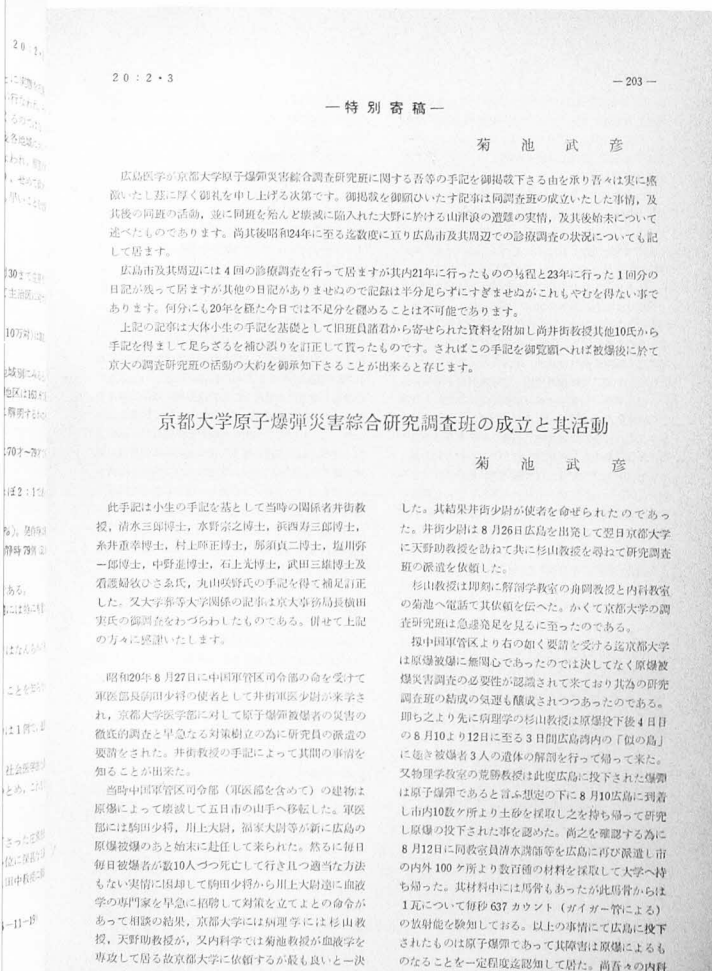 20:2・3
—203—
—特別寄稿—
菊池武彦
広島医学が京都大学原子爆弾災害綜合調査研究班に関する吾等の手記を御掲載下さる由を承り吾々は実に感
激いたし茲に厚く御礼を申し上げる次第です。御掲載を御願ひいたす記事は同調査班の成立いたした事情，及
其後の同班の活動，並に同班を殆んど壊滅に陥入れた大野に於ける山津浪の遭難の実情，及其後始末について
述べたものであります。尚其後昭和24年に至る迄数度に亘り広島市及其周辺での診療調査の状況についても記
して居ます。
広島市及其周辺には4回の診療調査を行って居ますが其内21年に行ったものの⅓程と23年に行った1回分の
日記が残って居ますが其他の日記がありませぬので記録は半分足らずにすぎませぬがこれもやむを得ない事で
あります。何分にも20年を経た今日では不足分を纏めることは不可能であります。
上記の記事は大体小生の手記を基礎として旧班員諸君から寄せられた資料を附加し尚井街教授其他10氏から
手記を得まして足らざるを補ひ誤りを訂正して貰ったものです。さればこの手記を御覧願へれば被爆後に於て
京大の調査研究班の活動の大約を御承知下さることが出来ると存じます。
京都大学原子爆弾災害綜合研究調査班の成立と其活動
菊池武彦
此手記は小生の手記を基として当時の関係者井街教
授，清水三郎博士，水野宗之博士，浜西寿三郎博士，
糸井重幸博士，村上師正博士，郷須貞二博士，塩川弥
一郎博士，中野進博士，石上光博士，武田三雄博士及
看護婦牧ひさゑ氏，丸山咲野氏の手記を得て補足訂正
した。又大学葬等大学関係の記事は京大事務局長横田
実氏の御調査をわづらわしたものである。併せて上記
の方々に感謝いたします。
昭和20年8月27日に中国軍管区司令部の命を受けて
軍医部長駒田少将の使者として井街軍医少尉が来学さ
れ，京都大学医学部に対して原子爆弾被爆者の災害の
徹底的調査と早急なる対策樹立の為に研究員の派遣の
要請をされた。井街教授の手記によって其間の事情を
知ることが出来た。
当時中国軍管区司令部（軍医部を含めて）の建物は
原爆によって壊滅して五日市の山手へ移転した。軍医
部には駒田少将，川上大尉，福家大尉等が新に広島の
原爆被爆のあと始末に赴任して来られた。然るに毎日
毎日被爆者が数10人づつ死亡して行き且つ適当な方法
もない実情に困却して駒田少将から川上大尉達に血液
学の専門家を早急に招聘して対策を立てよとの命令が
あって相談の結果，京都大学には病理学には杉山教
授，天野助教授が，又内科学では菊池教授が血液学を
専攻して居る故京都大学に依頼するが最も良いと一決
した。其結果井街少尉が使者を命ぜられたのであっ
た。井街少尉は8月26日広島を出発して翌日京都大学
に天野助教授を訪ねて共に杉山教授を尋ねて研究調査
班の派遣を依頼した。
杉山教授は即刻に解剖学教室の舟岡教授と内科教室
の菊池へ電話で其依頼を伝へた。かくて京都大学の調
査研究班は急遽発足を見るに至ったのである。
扨中国軍管区より右の如く要請を受ける迄京都大学
は原爆被爆に無関心であったのでは決してなく原爆被
爆災害調査の必要性が認識されて来ており其為の研究
調査班の結成の気運も醸成されつつあったのである。
即ち之より先に病理学の杉山教授は原爆投下後4日目
の8月10より12日に至る3日間広島湾内の「似の島」
に赴き被爆者3人の遺体の解剖を行って帰って来た。
又物理学教室の荒勝教授は此度広島に投下された爆弾
は原子爆弾であると言ふ想定の下に8月10広島に到着
し市内10数ケ所より土砂を採取し之を持ち帰って研究
し原爆の投下された事を認めた。尚之を確認する為に
8月12日に同教室員清水講師等を広島に再び派遣し市
の内外100ケ所より数百種の材料を採取して大学へ持
ち帰った。其材料中には馬骨もあったが此馬骨からは
1瓦について毎秒637カウント（ガイガー管による）
の放射能を験知しておる。以上の事情にて広島に投下
されたものは原子爆弾であって其障害は原爆によるも
のなることを一定程度迄認知して居た。尚吾々の内科